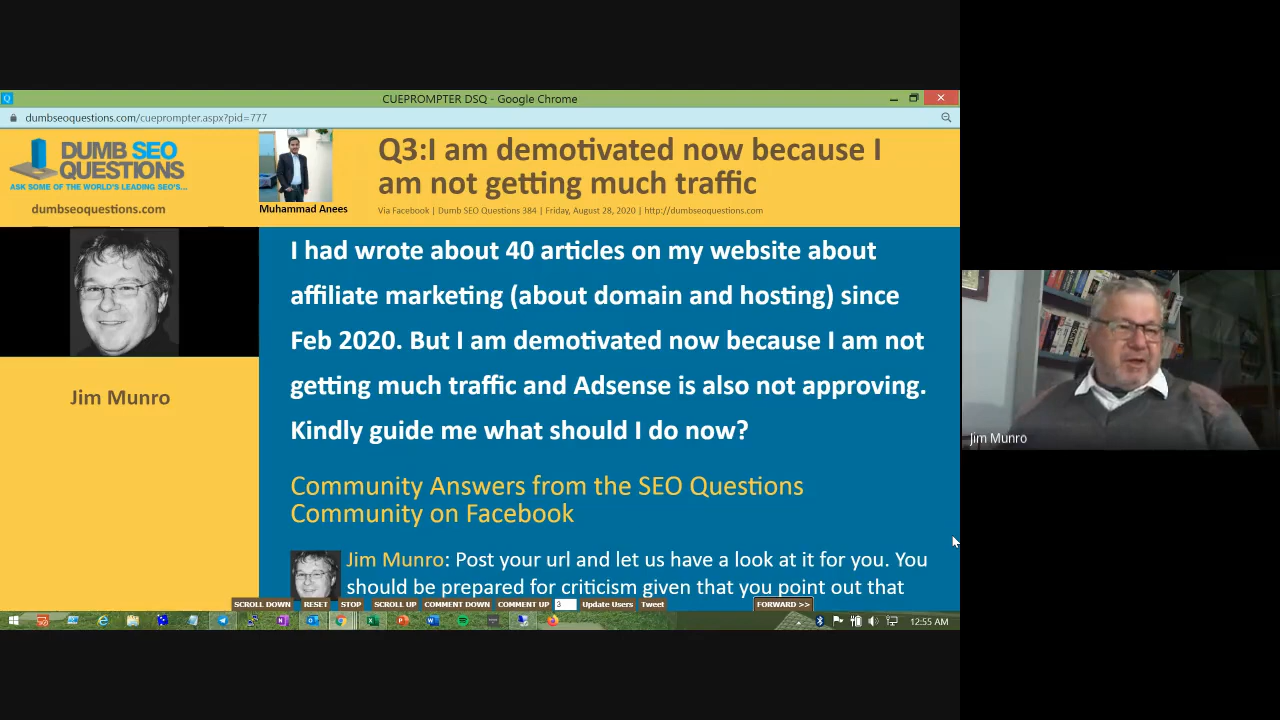 CUEPROMPTER DSQ - Google Chrome
dumbseoquestions.com/cueprompter.aspx?pid=777
DUMB SEO
QUESTIONS
ASK SOME OF THE WORLD'S LEADING SEO'S...
dumbseoquestions.com
Muhammad Anees
Q3:I am demotivated now because I
am not getting much traffic
Via Facebook | Dumb SEO Questions 384 | Friday, August 28, 2020 | http://dumbseoquestions.com
Jim Munro
I had wrote about 40 articles on my website about
affiliate marketing (about domain and hosting) since
Feb 2020. But I am demotivated now because I am not
getting much traffic and Adsense is also not approving.
Kindly guide me what should I do now?
Community Answers from the SEO Questions
Community on Facebook
Jim Munro: Post your url and let us have a look at it for you. You
should be prepared for criticism given that you point out that
SCROLL DOWN RESET STOP SCROLL UP COMMENT DOWN COMMENT UP 3 Update Users Tweet FORWARD >>
12:55 AM
Jim Munro